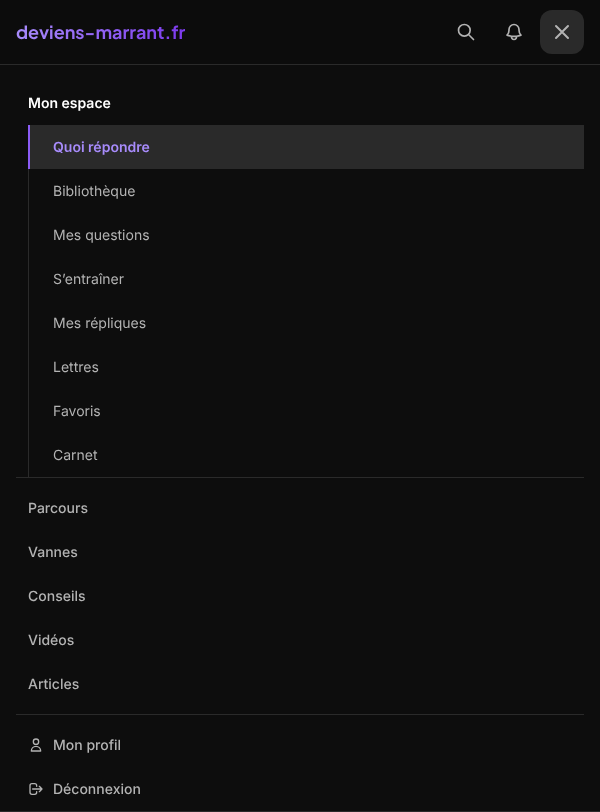 deviens-marrant.fr
Mon espace
Quoi répondre
Bibliothèque
Mes questions
S’entraîner
Mes répliques
Lettres
Favoris
Carnet
Parcours
Vannes
Conseils
Vidéos
Articles
Mon profil
Déconnexion